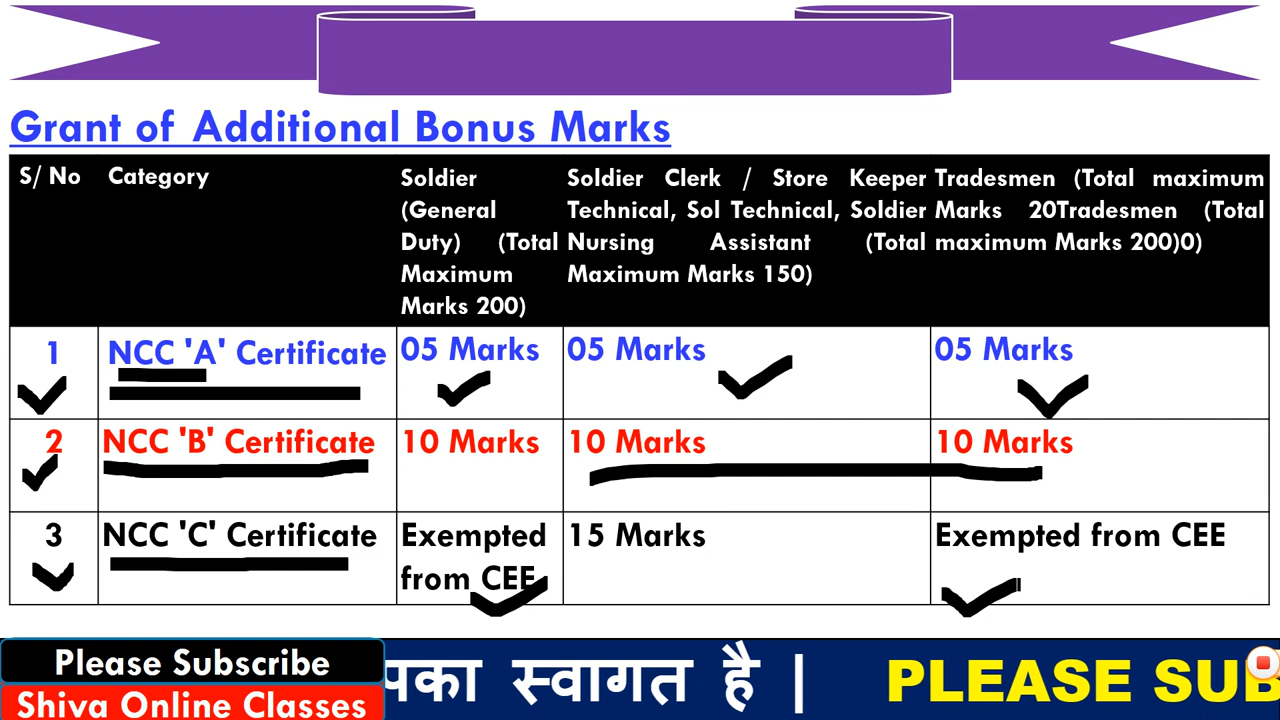 Grant of Additional Bonus Marks
S/ No Category Soldier (General Duty) (Total Maximum Marks 200) Soldier Clerk / Store Keeper Technical, Sol Technical, Soldier Nursing Assistant (Total Maximum Marks 150) Tradesmen (Total maximum Marks 20Tradesmen (Total maximum Marks 200)0)
1 NCC 'A' Certificate 05 Marks 05 Marks 05 Marks
2 NCC 'B' Certificate 10 Marks 10 Marks 10 Marks
3 NCC 'C' Certificate Exempted from CEE 15 Marks Exempted from CEE
Please Subscribe
Shiva Online Classes
पका स्वागत है | PLEASE SUB